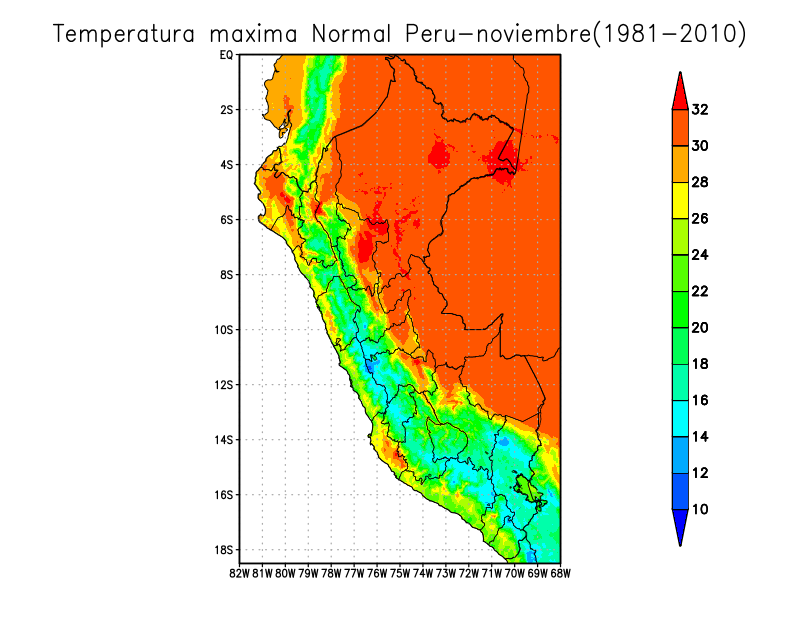 Temperatura maxima Normal Peru-noviembre(1981-2010)
EQ
2S
4S
6S
8S
10S
12S
14S
16S
18S
82W 81W 80W 79W 78W 77W 76W 75W 74W 73W 72W 71W 70W 69W 68W
32
30
28
26
24
22
20
18
16
14
12
10